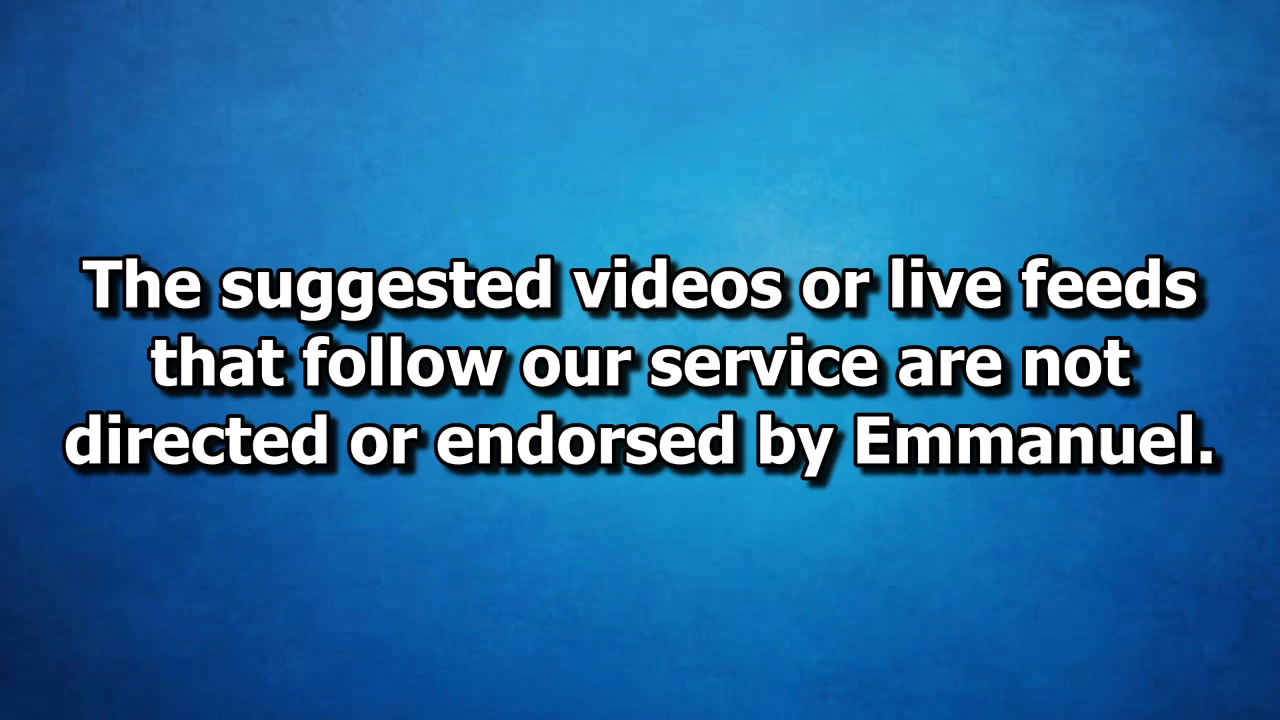 The suggested videos or live feeds
that follow our service are not
directed or endorsed by Emmanuel.